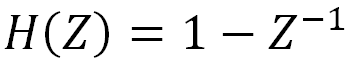 H(Z) = 1 − Z⁻¹